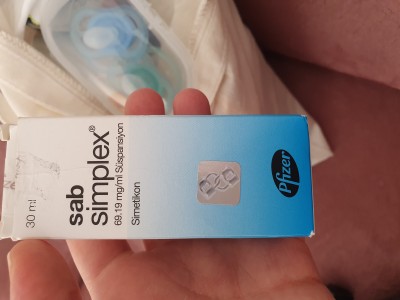 sab
simplex®
69.19 mg/ml Süspansiyon
Simetikon
30 ml
Pfizer